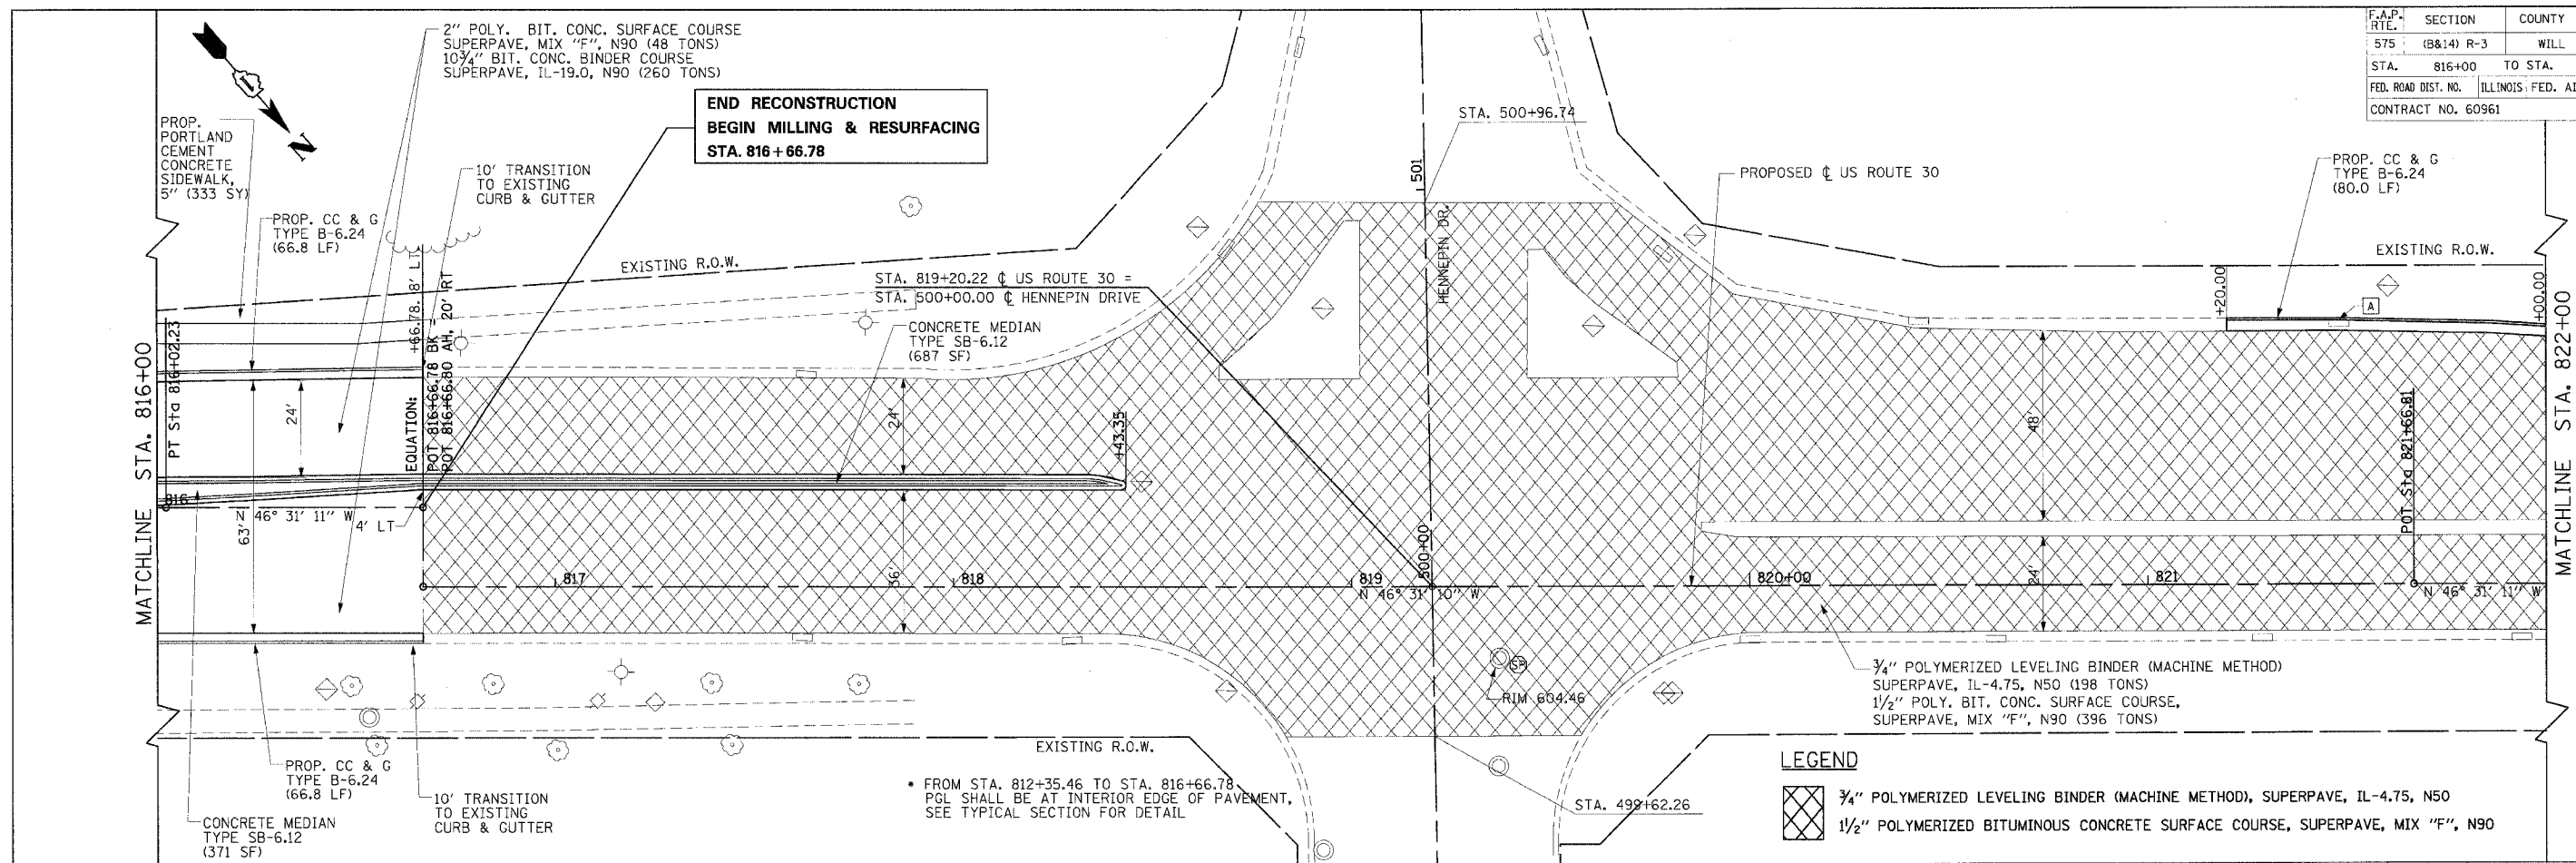 F.A.P. RTE. SECTION COUNTY
575 (B&14) R-3 WILL
STA. 816+00 TO STA.
FED. ROAD DIST. NO. ILLINOIS FED. AI
CONTRACT NO. 60961
2" POLY. BIT. CONC. SURFACE COURSE
SUPERPAVE, MIX "F", N90 (48 TONS)
10¾" BIT. CONC. BINDER COURSE
SUPERPAVE, IL-19.0, N90 (260 TONS)
N
END RECONSTRUCTION
BEGIN MILLING & RESURFACING
STA. 816+66.78
PROP.
PORTLAND
CEMENT
CONCRETE
SIDEWALK,
5" (333 SY)
10' TRANSITION
TO EXISTING
CURB & GUTTER
PROP. CC & G
TYPE B-6.24
(66.8 LF)
STA. 500+96.74
501
HENNEPIN DR.
PROPOSED ℄ US ROUTE 30
PROP. CC & G
TYPE B-6.24
(80.0 LF)
EXISTING R.O.W.
EXISTING R.O.W.
STA. 819+20.22 ℄ US ROUTE 30 =
STA. 500+00.00 ℄ HENNEPIN DRIVE
CONCRETE MEDIAN
TYPE SB-6.12
(687 SF)
+20.00
A
+00.00
MATCHLINE STA. 816+00
PT Sta 816+02.23
24'
63'
+66.78, 8' LT
EQUATION:
POT 816+66.78 BK =
POT 816+66.80 AH, 20' RT
24'
+43.35
48'
POT Sta 821+66.81
MATCHLINE STA. 822+00
816
N 46° 31' 11" W
4' LT
817
818
36'
819
500+00
N 46° 31' 10" W
820+00
24'
821
N 46° 31' 11" W
RIM 604.46
¾" POLYMERIZED LEVELING BINDER (MACHINE METHOD)
SUPERPAVE, IL-4.75, N50 (198 TONS)
1½" POLY. BIT. CONC. SURFACE COURSE,
SUPERPAVE, MIX "F", N90 (396 TONS)
EXISTING R.O.W.
PROP. CC & G
TYPE B-6.24
(66.8 LF)
10' TRANSITION
TO EXISTING
CURB & GUTTER
CONCRETE MEDIAN
TYPE SB-6.12
(371 SF)
* FROM STA. 812+35.46 TO STA. 816+66.78
PGL SHALL BE AT INTERIOR EDGE OF PAVEMENT,
SEE TYPICAL SECTION FOR DETAIL
STA. 499+62.26
LEGEND
¾" POLYMERIZED LEVELING BINDER (MACHINE METHOD), SUPERPAVE, IL-4.75, N50
1½" POLYMERIZED BITUMINOUS CONCRETE SURFACE COURSE, SUPERPAVE, MIX "F", N90